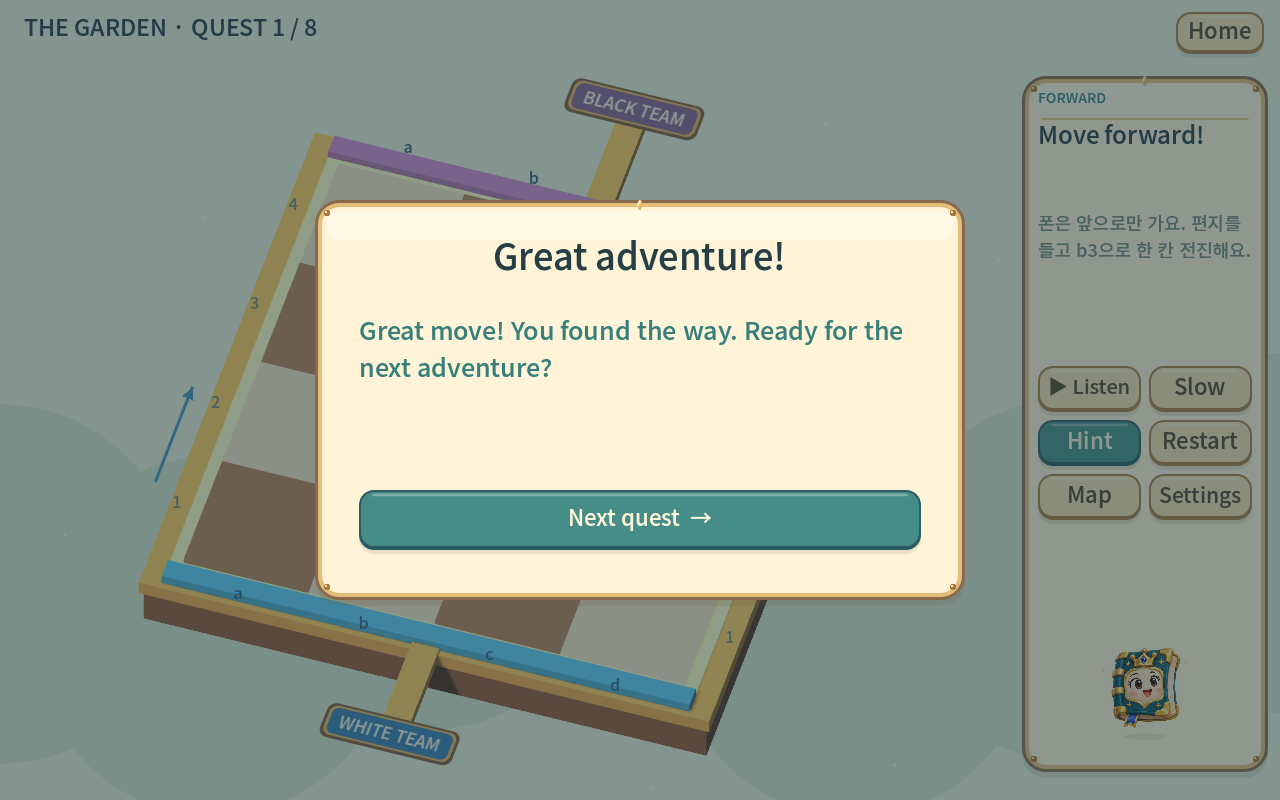 THE GARDEN · QUEST 1 / 8
Home
BLACK TEAM
a
b
4
3
2
1
a
b
c
d
1
WHITE TEAM
Great adventure!
Great move! You found the way. Ready for the
next adventure?
Next quest →
FORWARD
Move forward!
폰은 앞으로만 가요. 편지를
들고 b3으로 한 칸 전진해요.
▶ Listen
Slow
Hint
Restart
Map
Settings